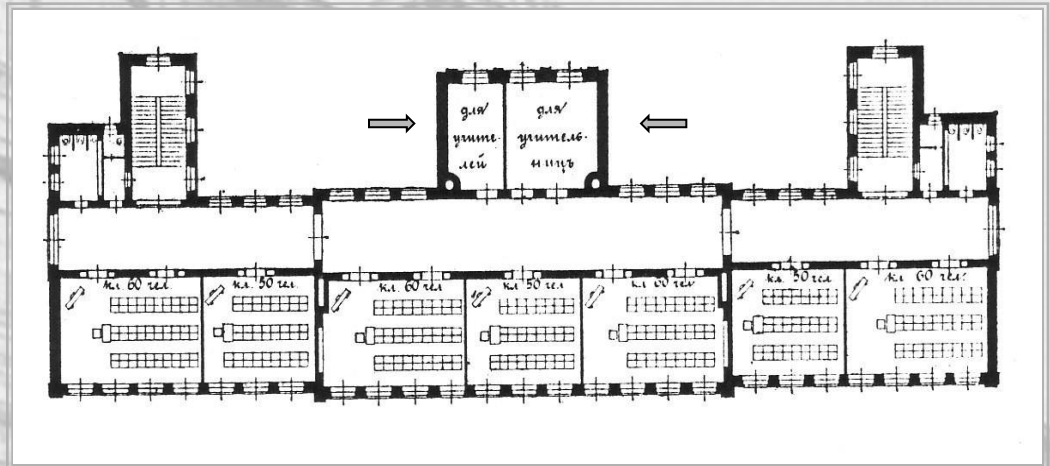 для
учите-
лей
для
учитель-
ницъ
кл. 60 чел.
кл. 50 чел.
кл. 60 чел
кл. 50 чел
кл. 60 чел
кл. 50 чел
кл. 60 чел.